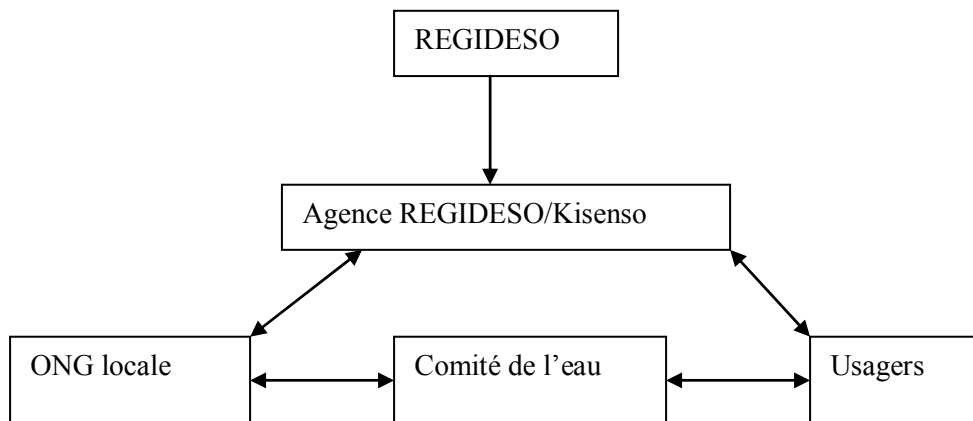 REGIDESO
Agence REGIDESO/Kisenso
ONG locale
Comité de l’eau
Usagers